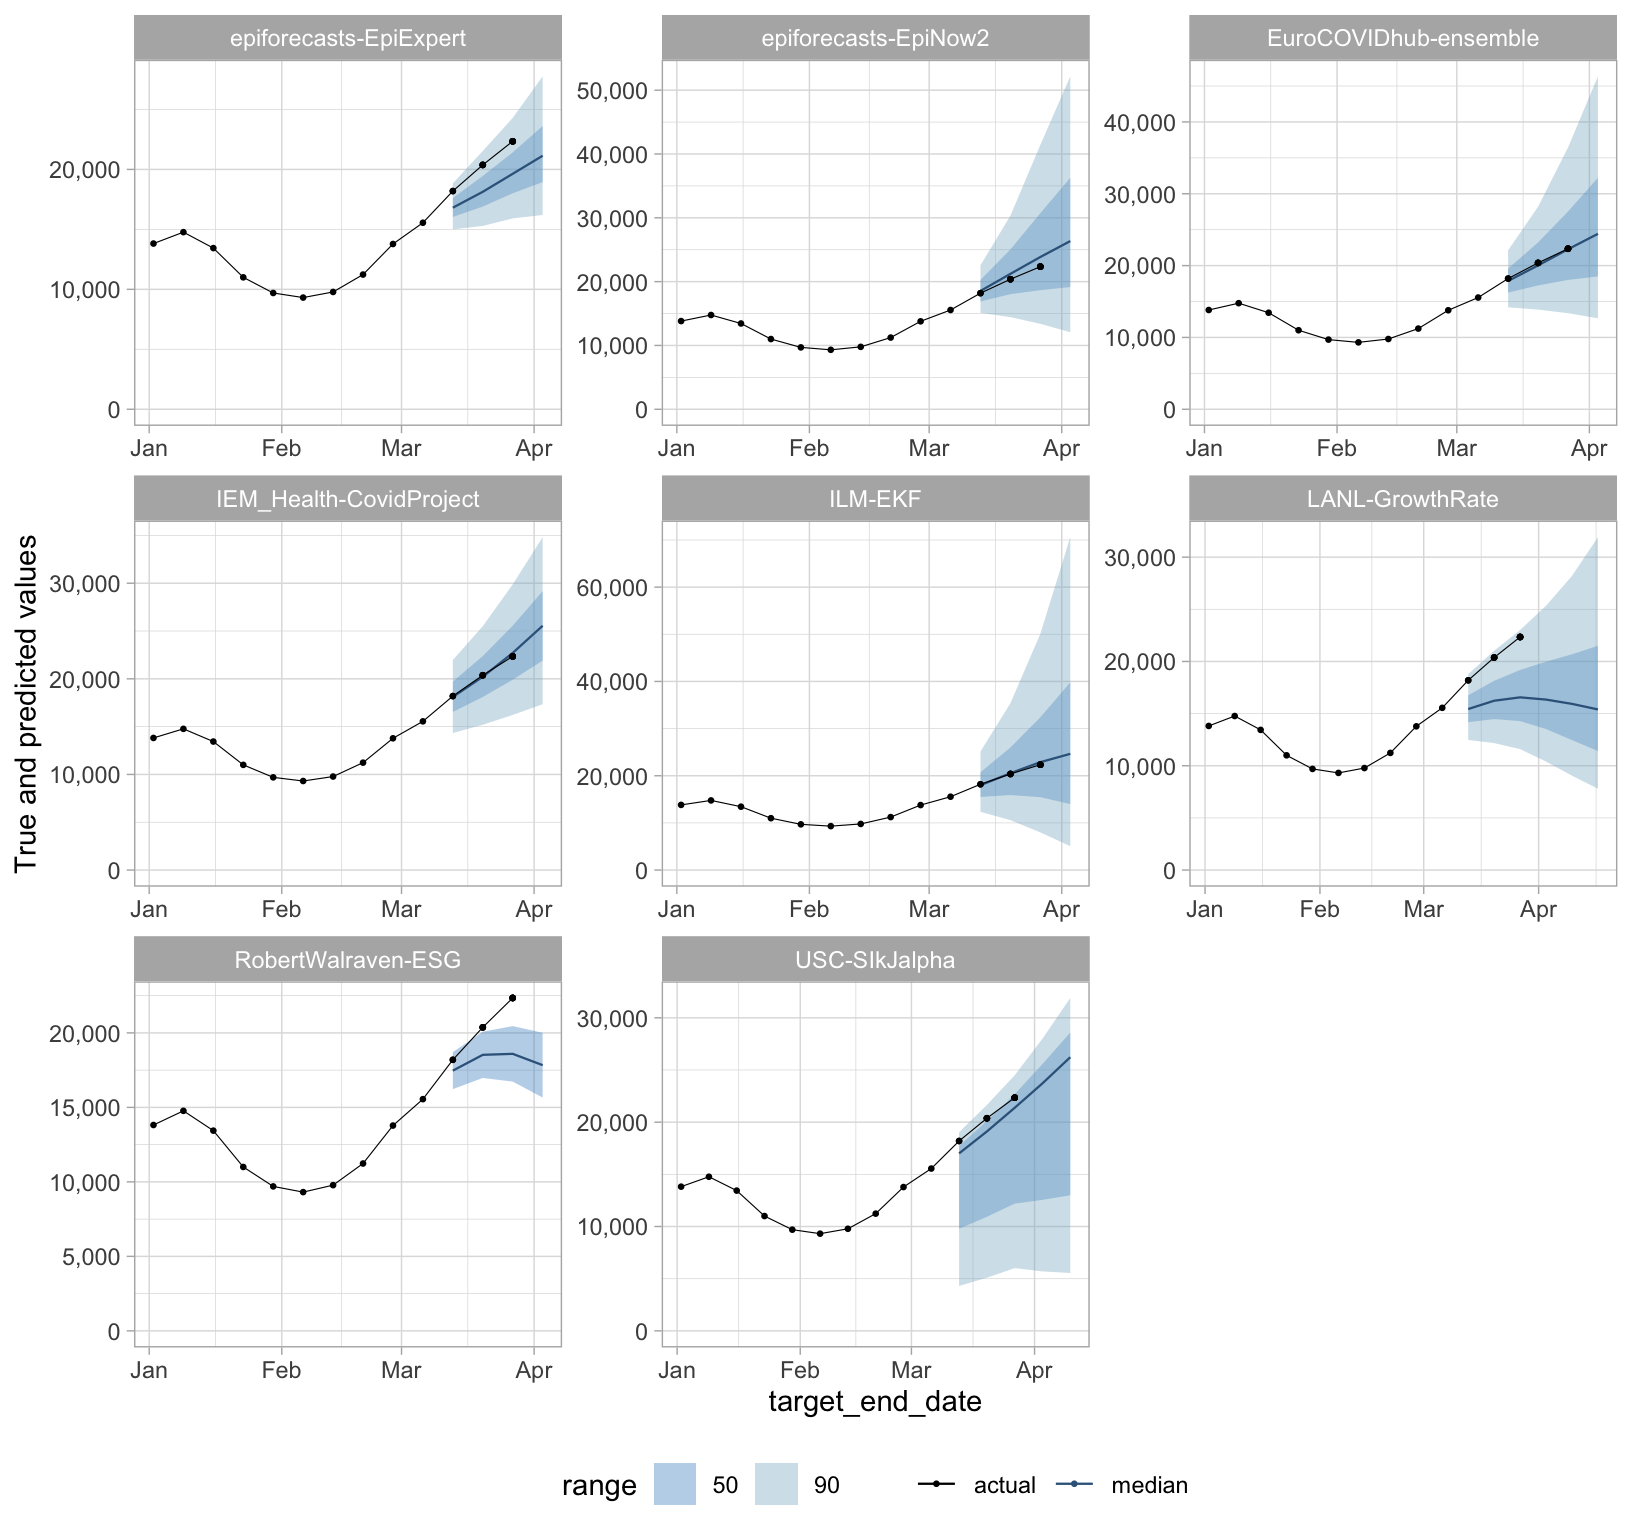 epiforecasts-EpiExpert
epiforecasts-EpiNow2
EuroCOVIDhub-ensemble
20,000
10,000
0
50,000
40,000
30,000
20,000
10,000
0
40,000
30,000
20,000
10,000
0
Jan Feb Mar Apr
Jan Feb Mar Apr
Jan Feb Mar Apr
True and predicted values
IEM_Health-CovidProject
ILM-EKF
LANL-GrowthRate
30,000
20,000
10,000
0
60,000
40,000
20,000
0
30,000
20,000
10,000
0
Jan Feb Mar Apr
Jan Feb Mar Apr
Jan Feb Mar Apr
RobertWalraven-ESG
USC-SIkJalpha
20,000
15,000
10,000
5,000
0
30,000
20,000
10,000
0
Jan Feb Mar Apr
Jan Feb Mar Apr
target_end_date
range 50 90 actual median